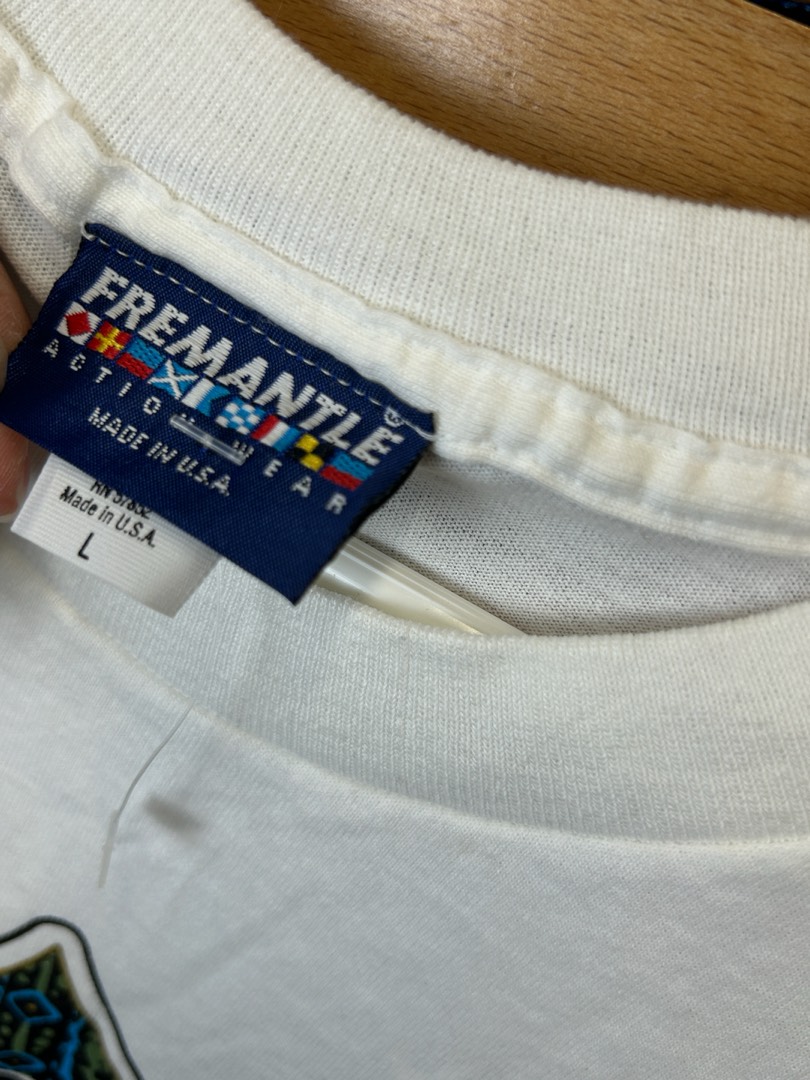 FREMANTLE®
ACTION WEAR
MADE IN U.S.A.
Made in U.S.A.
L